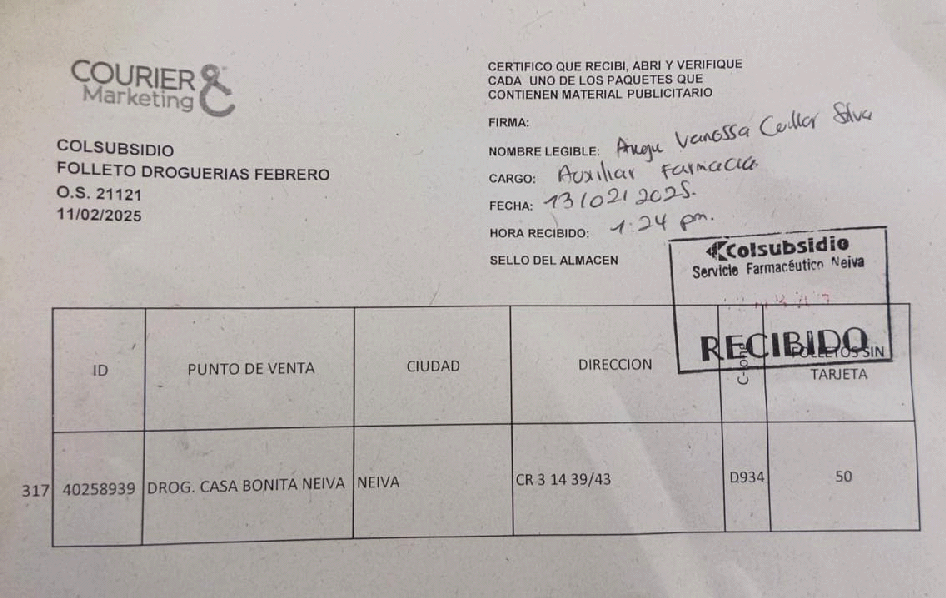 COURIER &
Marketing
COLSUBSIDIO
FOLLETO DROGUERIAS FEBRERO
O.S. 21121
11/02/2025
CERTIFICO QUE RECIBI, ABRI Y VERIFIQUE
CADA UNO DE LOS PAQUETES QUE
CONTIENEN MATERIAL PUBLICITARIO
FIRMA:
NOMBRE LEGIBLE: Vanessa Silva
CARGO: Auxiliar Farmacia
FECHA: 13/02/2025.
HORA RECIBIDO: 1:24 pm.
SELLO DEL ALMACEN
Colsubsidio
Servicio Farmacéutico Neiva
RECIBIDO
ID PUNTO DE VENTA CIUDAD DIRECCION FOLLETOS SIN
TARJETA
317 40258939 DROG. CASA BONITA NEIVA NEIVA CR 3 14 39/43 D934 50